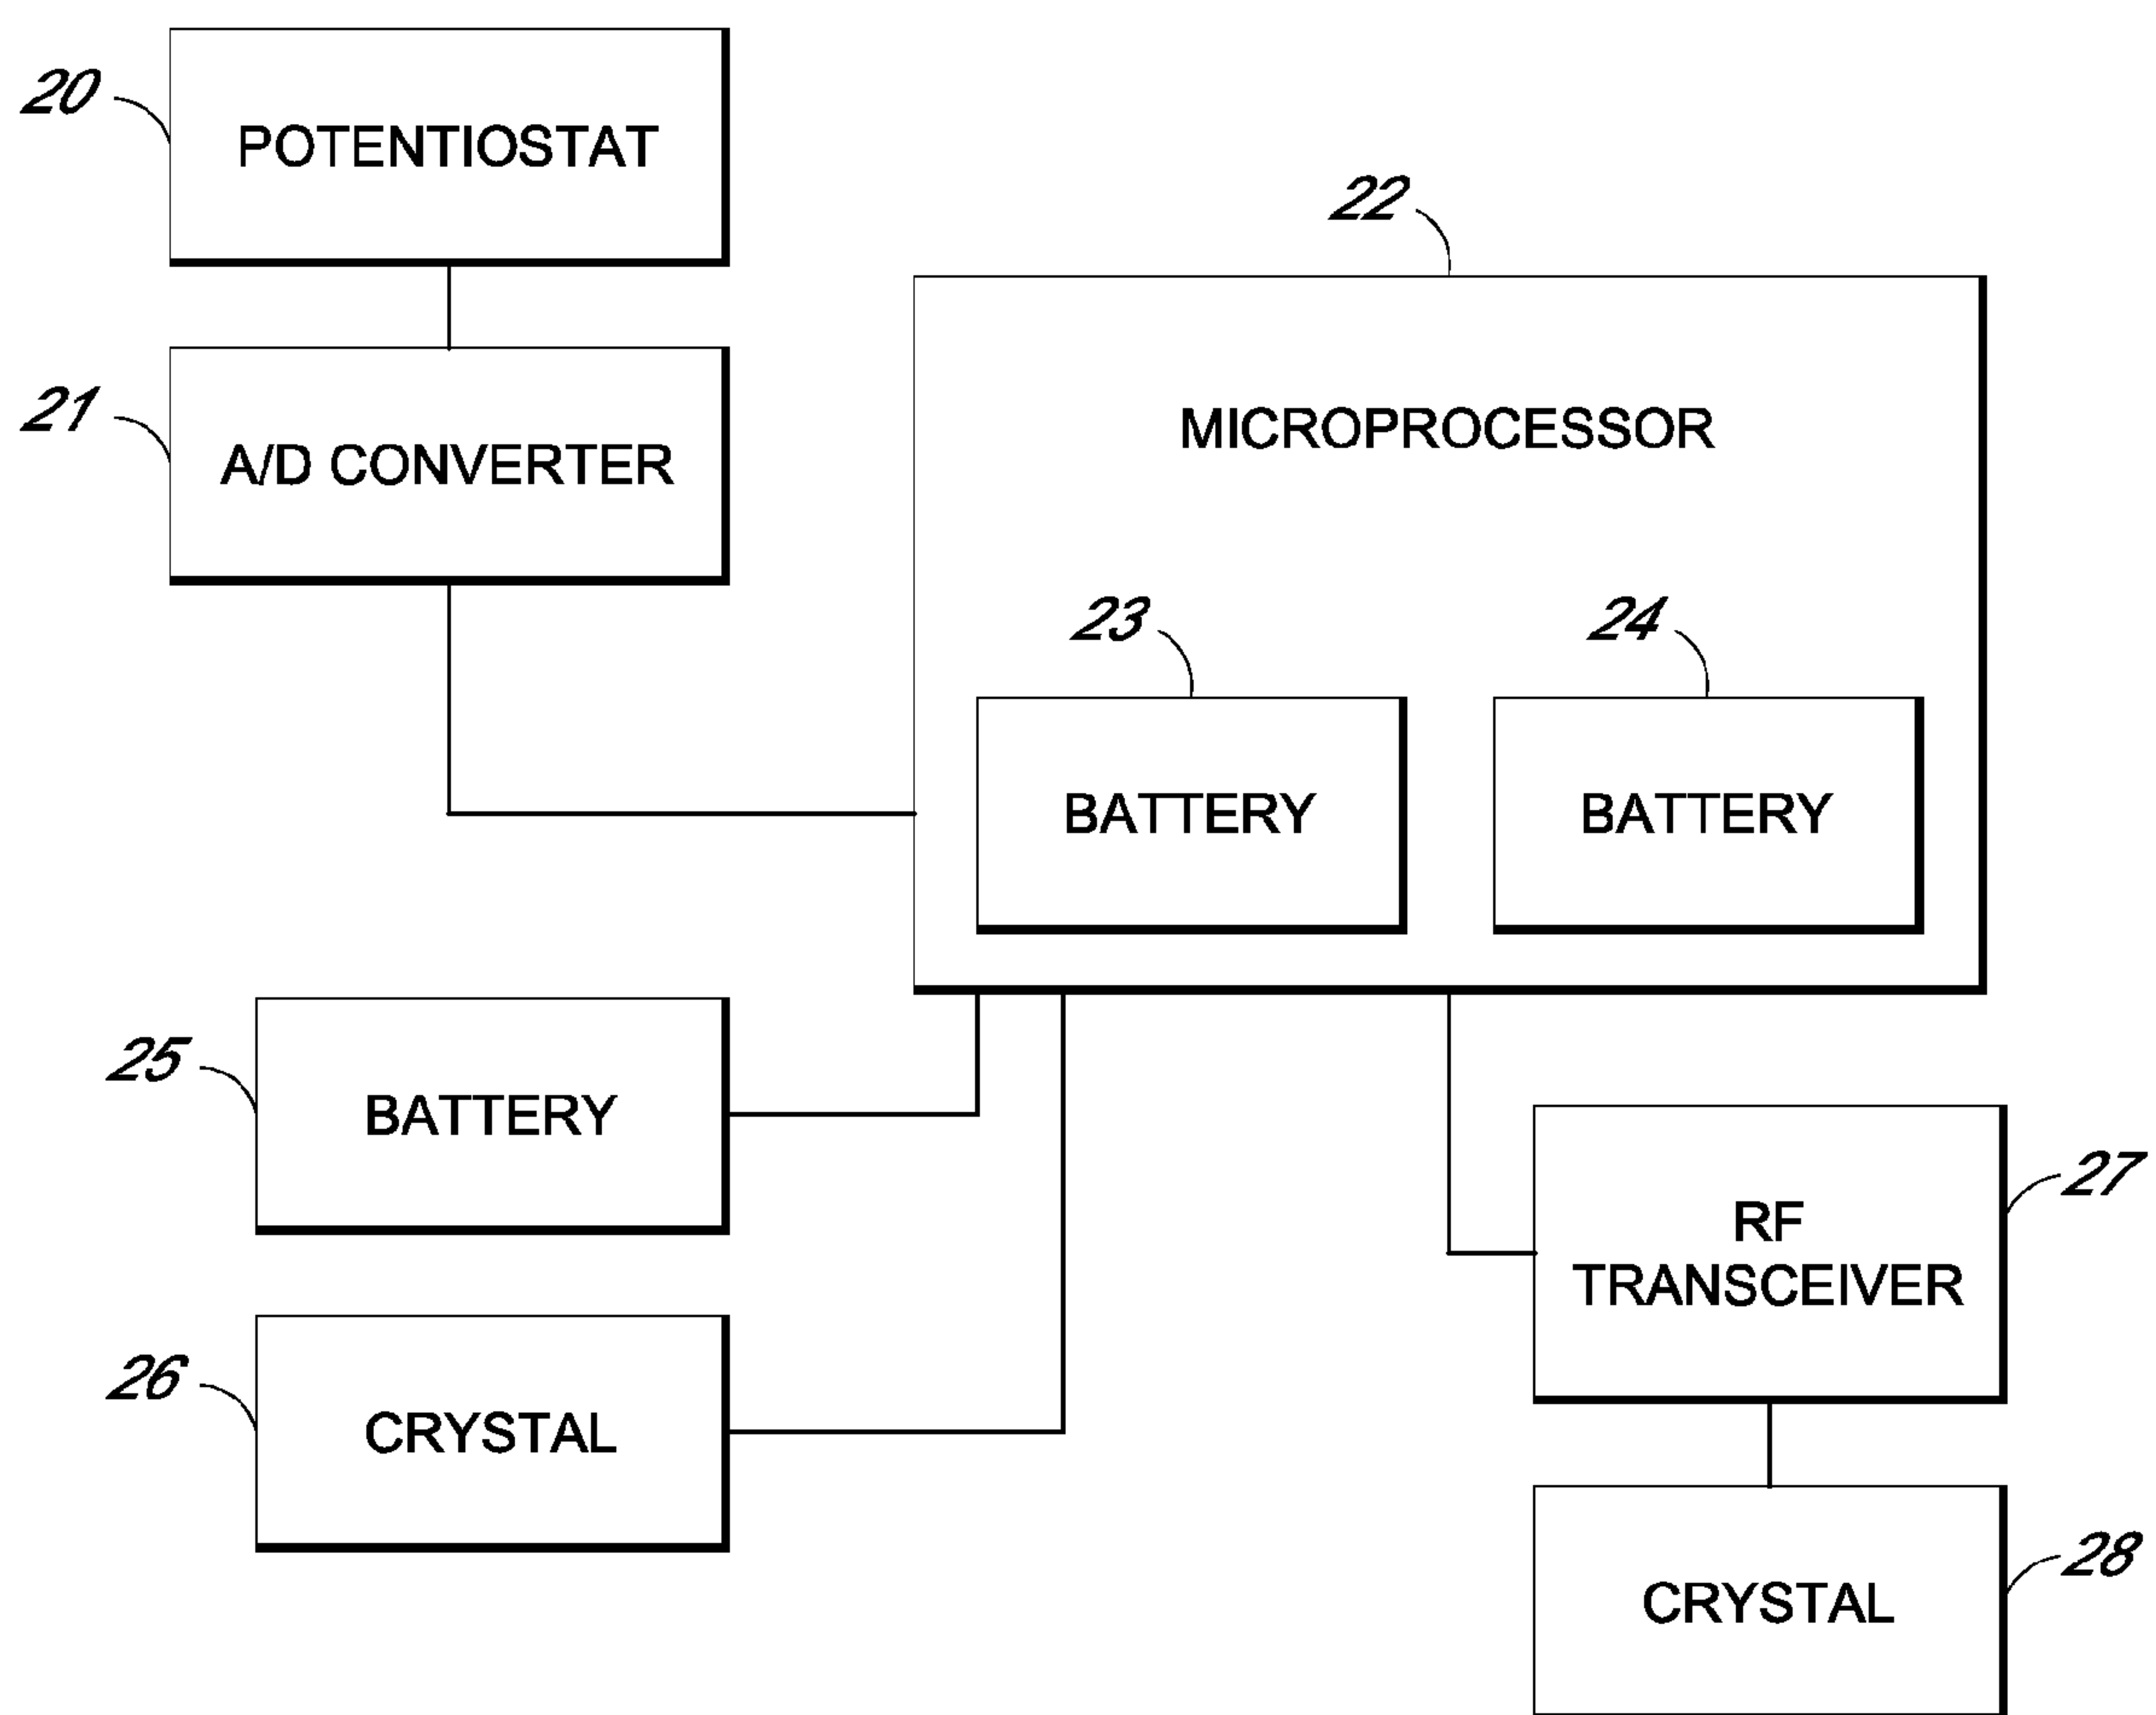 20
POTENTIOSTAT
21
A/D CONVERTER
22
MICROPROCESSOR
23
BATTERY
24
BATTERY
25
BATTERY
26
CRYSTAL
27
RF
TRANSCEIVER
28
CRYSTAL